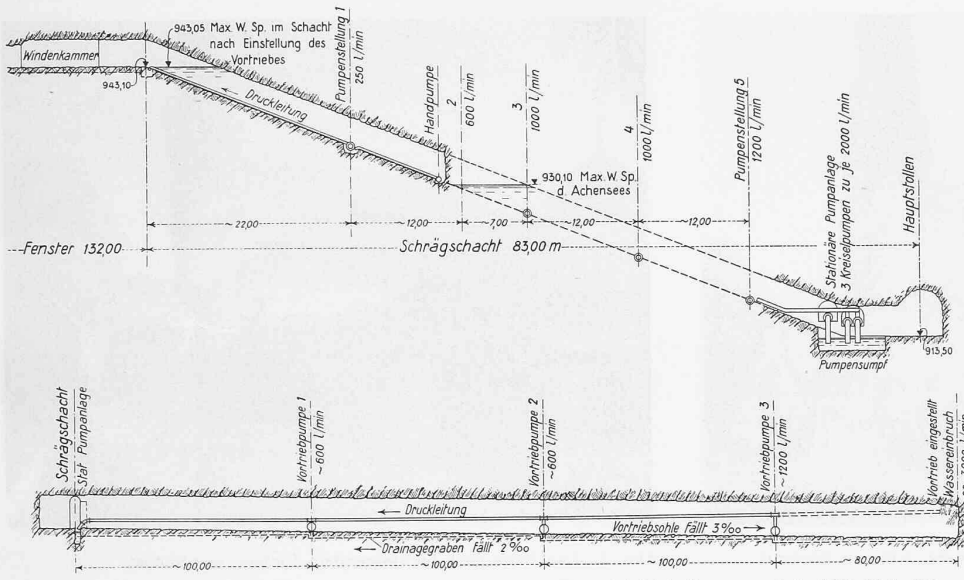 943,05 Max. W. Sp. im Schacht
nach Einstellung des
Vortriebes
Windenkammer
943,10
Druckleitung
Pumpenstellung 1
250 l/min
Handpumpe
2
600 l/min
3
1000 l/min
4
1000 l/min
Pumpenstellung 5
1200 l/min
930,10 Max. W. Sp.
d. Achensees
Stationäre Pumpanlage
3 Kreiselpumpen zu je 2000 l/min
Hauptstollen
22,00
~12,00
~7,00
~12,00
~12,00
Fenster 132,00
Schrägschacht 83,00 m
913,50
Pumpensumpf
Schrägschacht
Stat Pumpanlage
Vortriebpumpe 1
~600 l/min
Vortriebpumpe 2
~600 l/min
Vortriebpumpe 3
~1200 l/min
Vortrieb eingestellt
Wassereinbruch
Druckleitung
Vortriebsohle Fällt 3‰
Drainagegraben Fällt 2‰
~100,00
~100,00
~100,00
~80,00